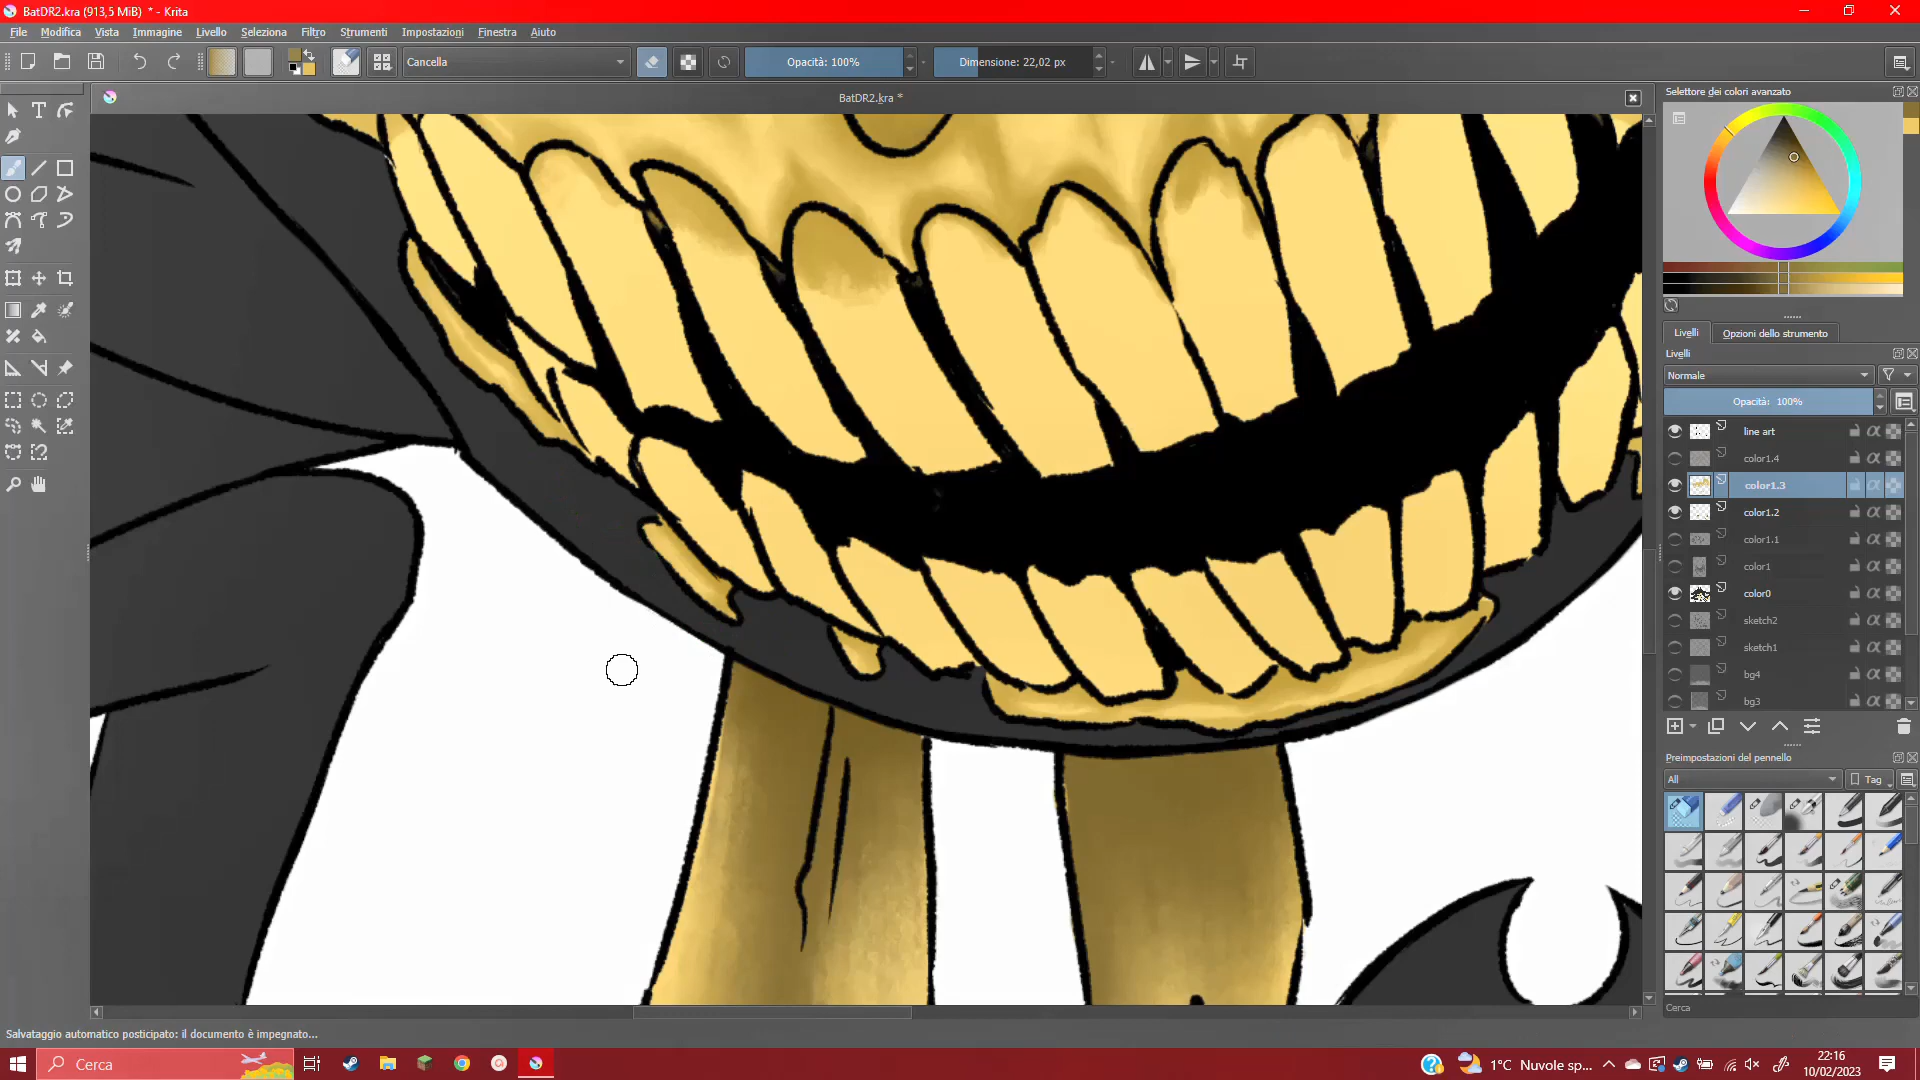 BatDR2.kra (913,5 MiB) * - Krita
File Modifica Vista Immagine Livello Seleziona Filtro Strumenti Impostazioni Finestra Aiuto
Cancella
Opacità: 100%
Dimensione: 22,02 px
BatDR2.kra *
Selettore dei colori avanzato
Livelli
Opzioni dello strumento
Livelli
Normale
Opacità: 100%
line art
color1.4
color1.3
color1.2
color1.1
color1
color0
sketch2
sketch1
bg4
bg3
Preimpostazioni del pennello
All
Tag
Cerca
Salvataggio automatico posticipato: il documento è impegnato...
Cerca
1°C Nuvole sp...
22:16
10/02/2023